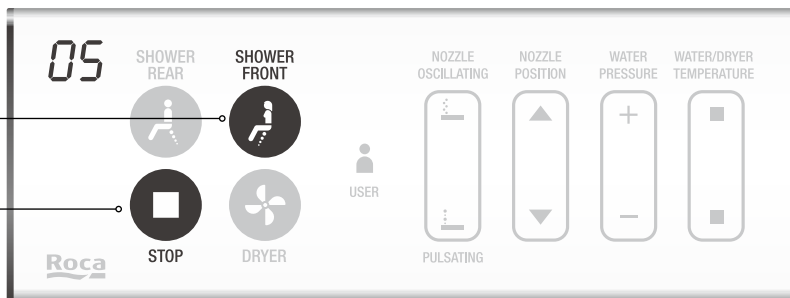 05
SHOWER
REAR
SHOWER
FRONT
NOZZLE
OSCILLATING
NOZZLE
POSITION
WATER
PRESSURE
WATER/DRYER
TEMPERATURE
USER
STOP
DRYER
PULSATING
Roca